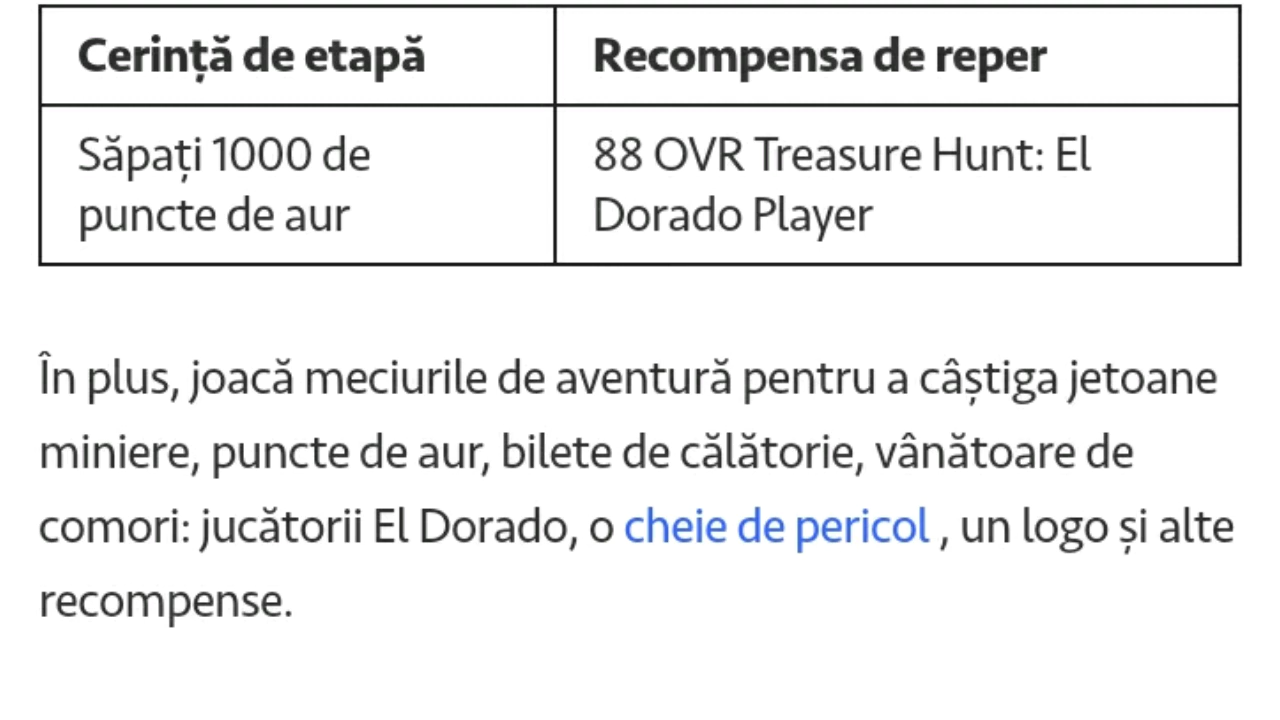 Cerință de etapă
Recompensa de reper
Săpați 1000 de
puncte de aur
88 OVR Treasure Hunt: El
Dorado Player
În plus, joacă meciurile de aventură pentru a câștiga jetoane
miniere, puncte de aur, bilete de călătorie, vânătoare de
comori: jucătorii El Dorado, o cheie de pericol , un logo și alte
recompense.